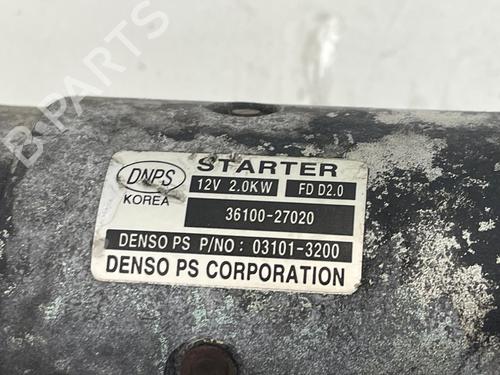 B-Parts
STARTER
DNPS
KOREA
12V 2.0KW FD D2.0
36100-27020
DENSO PS P/NO : 03101-3200
DENSO PS CORPORATION